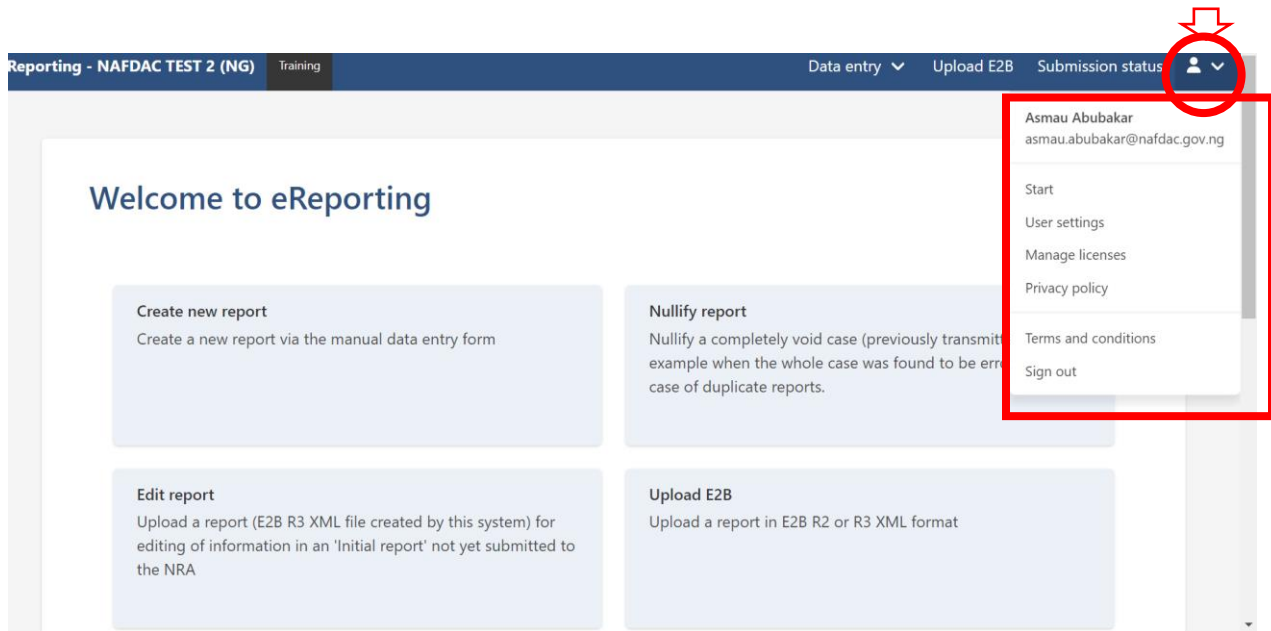 Reporting - NAFDAC TEST 2 (NG) Training Data entry Upload E2B Submission status
Asmau Abubakar
asmau.abubakar@nafdac.gov.ng
Start
User settings
Manage licenses
Privacy policy
Terms and conditions
Sign out
Welcome to eReporting
Create new report
Create a new report via the manual data entry form
Nullify report
Nullify a completely void case (previously
example when the whole case was found to be
case of duplicate reports.
Edit report
Upload a report (E2B R3 XML file created by this system) for
editing of information in an 'Initial report' not yet submitted to
the NRA
Upload E2B
Upload a report in E2B R2 or R3 XML format